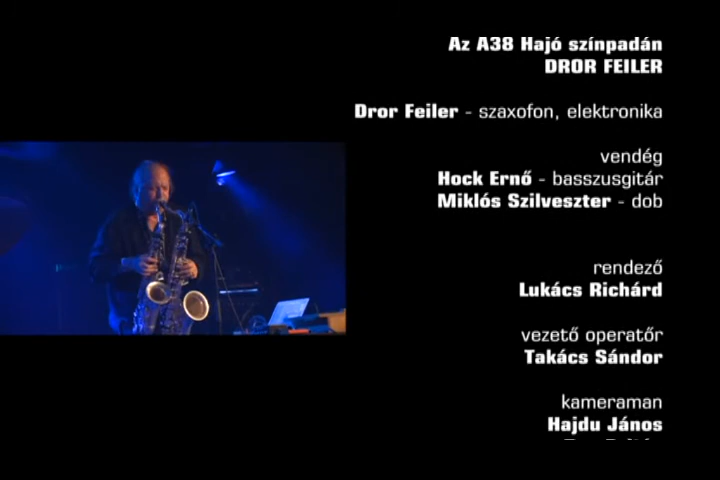 Az A38 Hajó színpadán
DROR FEILER
Dror Feiler - szaxofon, elektronika
vendég
Hock Ernő - basszusgitár
Miklós Szilveszter - dob
rendező
Lukács Richárd
vezető operatőr
Takács Sándor
kameraman
Hajdu János